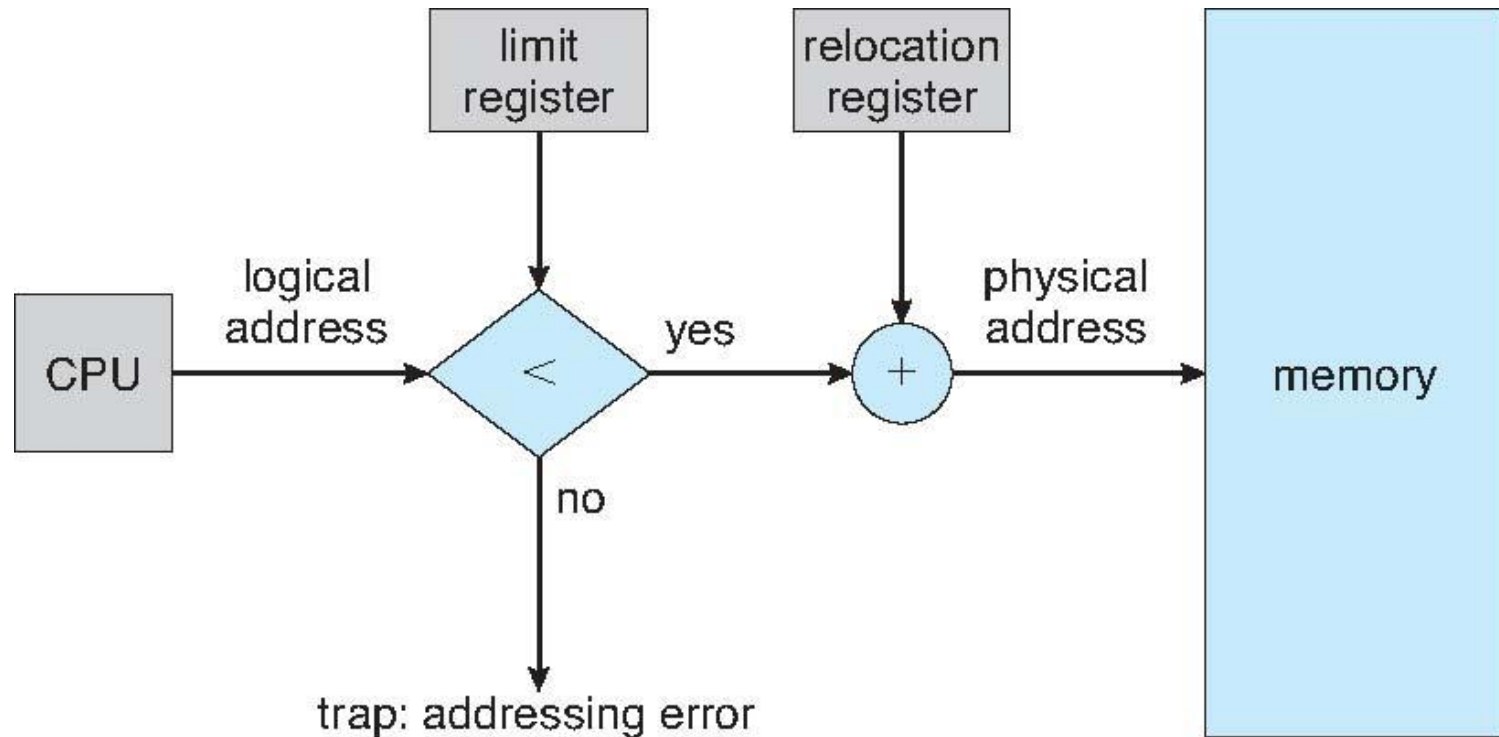 limit
register
relocation
register
logical
address
physical
address
CPU
<
yes
+
memory
no
trap: addressing error